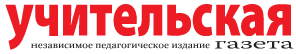 учительская
независимое педагогическое издание газета